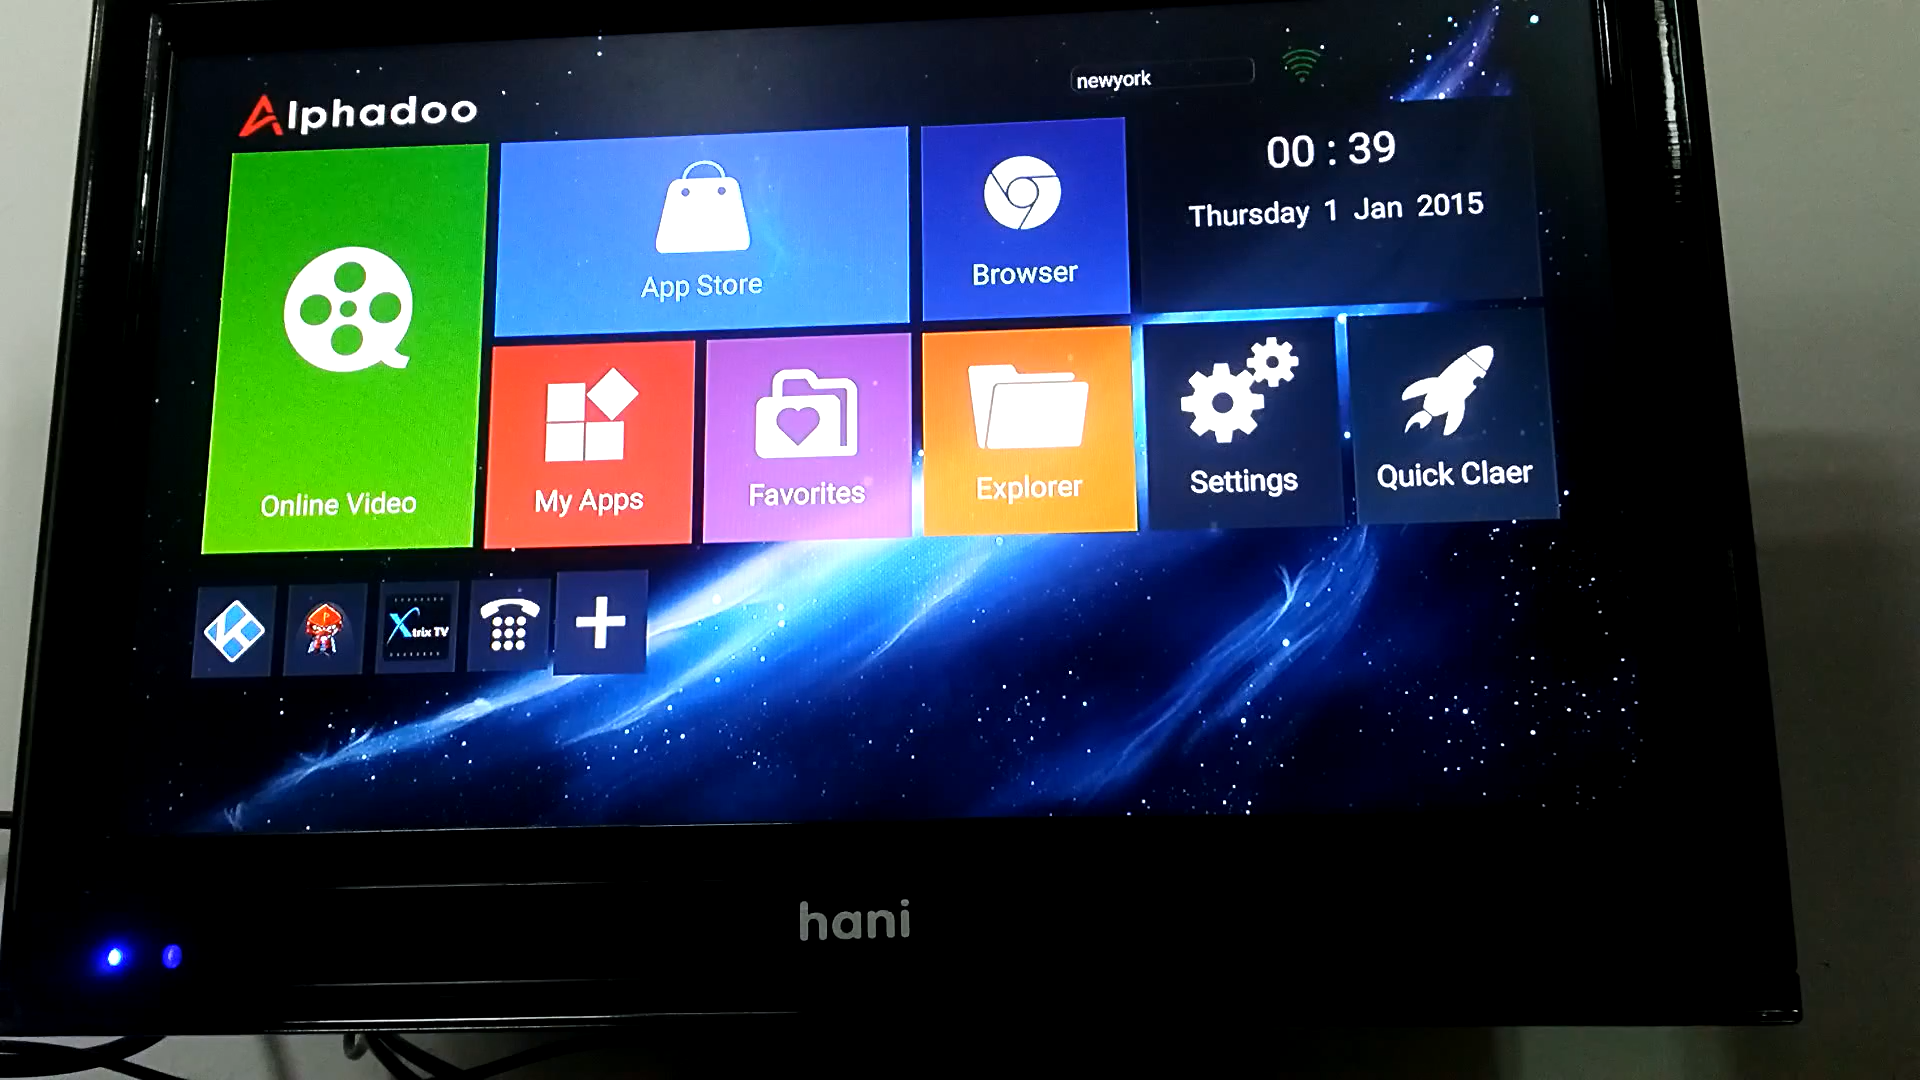 newyork
Alphadoo
00 : 39
Thursday 1 Jan 2015
App Store
Browser
Online Video
My Apps
Favorites
Explorer
Settings
Quick Claer
Xtrix TV
hani